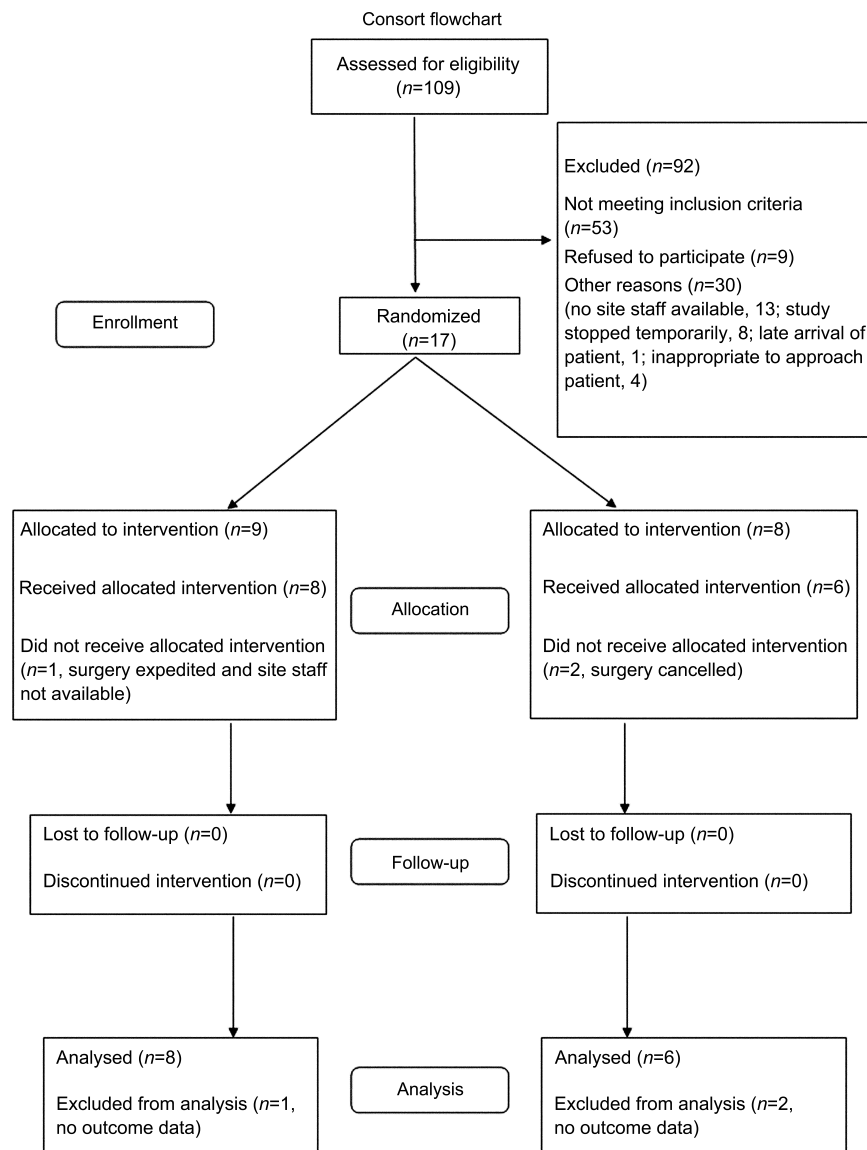 Consort flowchart
Assessed for eligibility
(n=109)
Excluded (n=92)
Not meeting inclusion criteria
(n=53)
Refused to participate (n=9)
Other reasons (n=30)
(no site staff available, 13; study
stopped temporarily, 8; late arrival of
patient, 1; inappropriate to approach
patient, 4)
Enrollment
Randomized
(n=17)
Allocated to intervention (n=9)
Received allocated intervention (n=8)
Did not receive allocated intervention
(n=1, surgery expedited and site staff
not available)
Allocation
Allocated to intervention (n=8)
Received allocated intervention (n=6)
Did not receive allocated intervention
(n=2, surgery cancelled)
Lost to follow-up (n=0)
Discontinued intervention (n=0)
Follow-up
Lost to follow-up (n=0)
Discontinued intervention (n=0)
Analysed (n=8)
Excluded from analysis (n=1,
no outcome data)
Analysis
Analysed (n=6)
Excluded from analysis (n=2,
no outcome data)